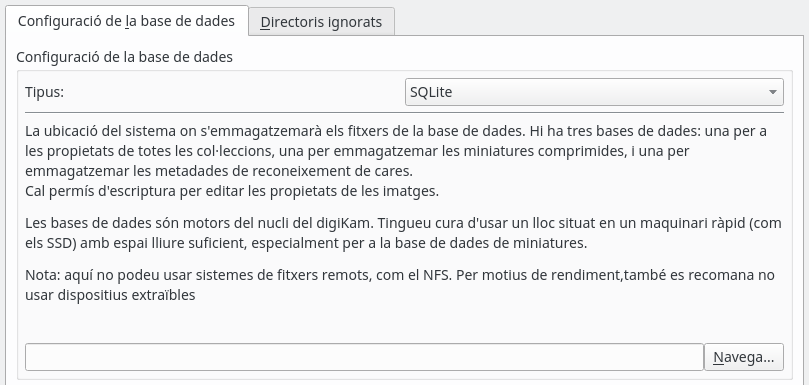 Configuració de la base de dades
Directoris ignorats
Configuració de la base de dades
Tipus:
SQLite
La ubicació del sistema on s'emmagatzemarà els fitxers de la base de dades. Hi ha tres bases de dades: una per a
les propietats de totes les col·leccions, una per emmagatzemar les miniatures comprimides, i una per
emmagatzemar les metadades de reconeixement de cares.
Cal permís d'escriptura per editar les propietats de les imatges.
Les bases de dades són motors del nucli del digiKam. Tingueu cura d'usar un lloc situat en un maquinari ràpid (com
els SSD) amb espai lliure suficient, especialment per a la base de dades de miniatures.
Nota: aquí no podeu usar sistemes de fitxers remots, com el NFS. Per motius de rendiment,també es recomana no
usar dispositius extraïbles
Navega...